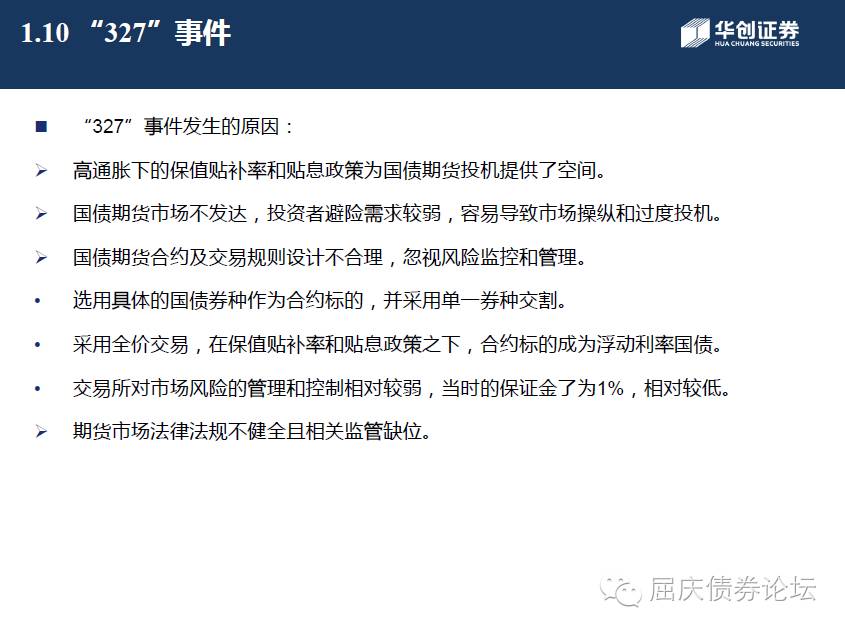 1.10 “327”事件
华创证券
HUA CHUANG SECURITIES
“327”事件发生的原因：
高通胀下的保值贴补率和贴息政策为国债期货投机提供了空间。
国债期货市场不发达，投资者避险需求较弱，容易导致市场操纵和过度投机。
国债期货合约及交易规则设计不合理，忽视风险监控和管理。
选用具体的国债券种作为合约标的，并采用单一券种交割。
采用全价交易，在保值贴补率和贴息政策之下，合约标的成为浮动利率国债。
交易所对市场风险的管理和控制相对较弱，当时的保证金了为1%，相对较低。
期货市场法律法规不健全且相关监管缺位。
屈庆债券论坛